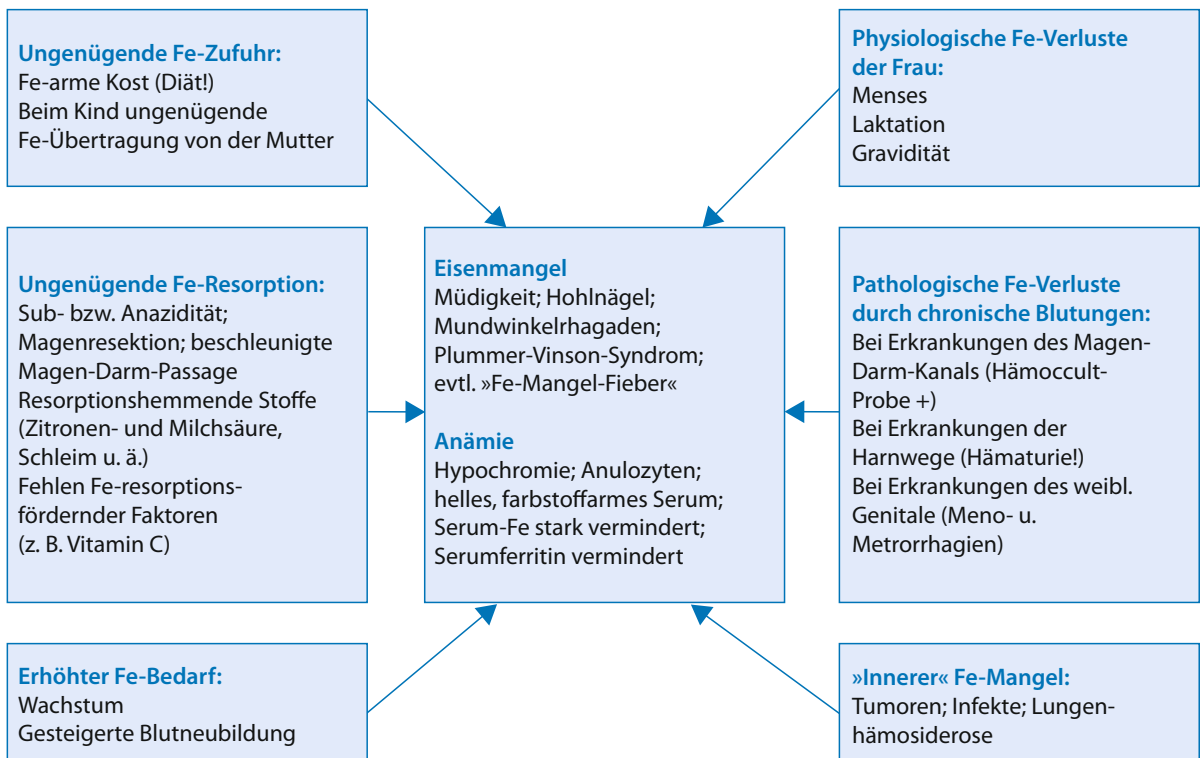 Ungenügende Fe-Zufuhr:
Fe-arme Kost (Diät!)
Beim Kind ungenügende
Fe-Übertragung von der Mutter
Physiologische Fe-Verluste
der Frau:
Menses
Laktation
Gravidität
Ungenügende Fe-Resorption:
Sub- bzw. Anazidität;
Magenresektion; beschleunigte
Magen-Darm-Passage
Resorptionshemmende Stoffe
(Zitronen- und Milchsäure,
Schleim u. ä.)
Fehlen Fe-resorptions-
fördernder Faktoren
(z. B. Vitamin C)
Eisenmangel
Müdigkeit; Hohlnägel;
Mundwinkelrhagaden;
Plummer-Vinson-Syndrom;
evtl. »Fe-Mangel-Fieber«
Anämie
Hypochromie; Anulozyten;
helles, farbstoffarmes Serum;
Serum-Fe stark vermindert;
Serumferritin vermindert
Pathologische Fe-Verluste
durch chronische Blutungen:
Bei Erkrankungen des Magen-
Darm-Kanals (Hämoccult-
Probe +)
Bei Erkrankungen der
Harnwege (Hämaturie!)
Bei Erkrankungen des weibl.
Genitale (Meno- u.
Metrorrhagien)
Erhöhter Fe-Bedarf:
Wachstum
Gesteigerte Blutneubildung
»Innerer« Fe-Mangel:
Tumoren; Infekte; Lungen-
hämosiderose